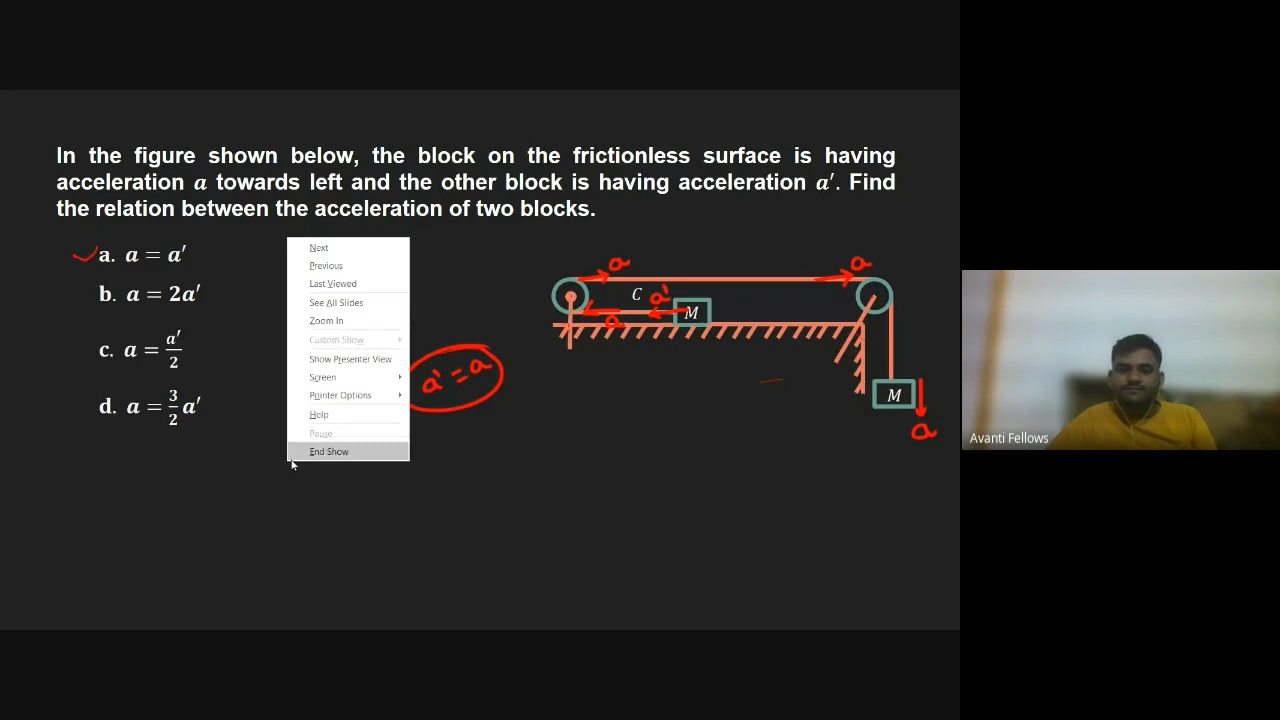 In the figure shown below, the block on the frictionless surface is having
acceleration a towards left and the other block is having acceleration a′. Find
the relation between the acceleration of two blocks.
a. a = a′
b. a = 2a′
c. a = a′/2
d. a = 3/2 a′
Next
Previous
Last Viewed
See All Slides
Zoom In
Custom Show
Show Presenter View
Screen
Pointer Options
Help
Pause
End Show
a' = a
a
a
C
a'
a
M
M
a
Avanti Fellows